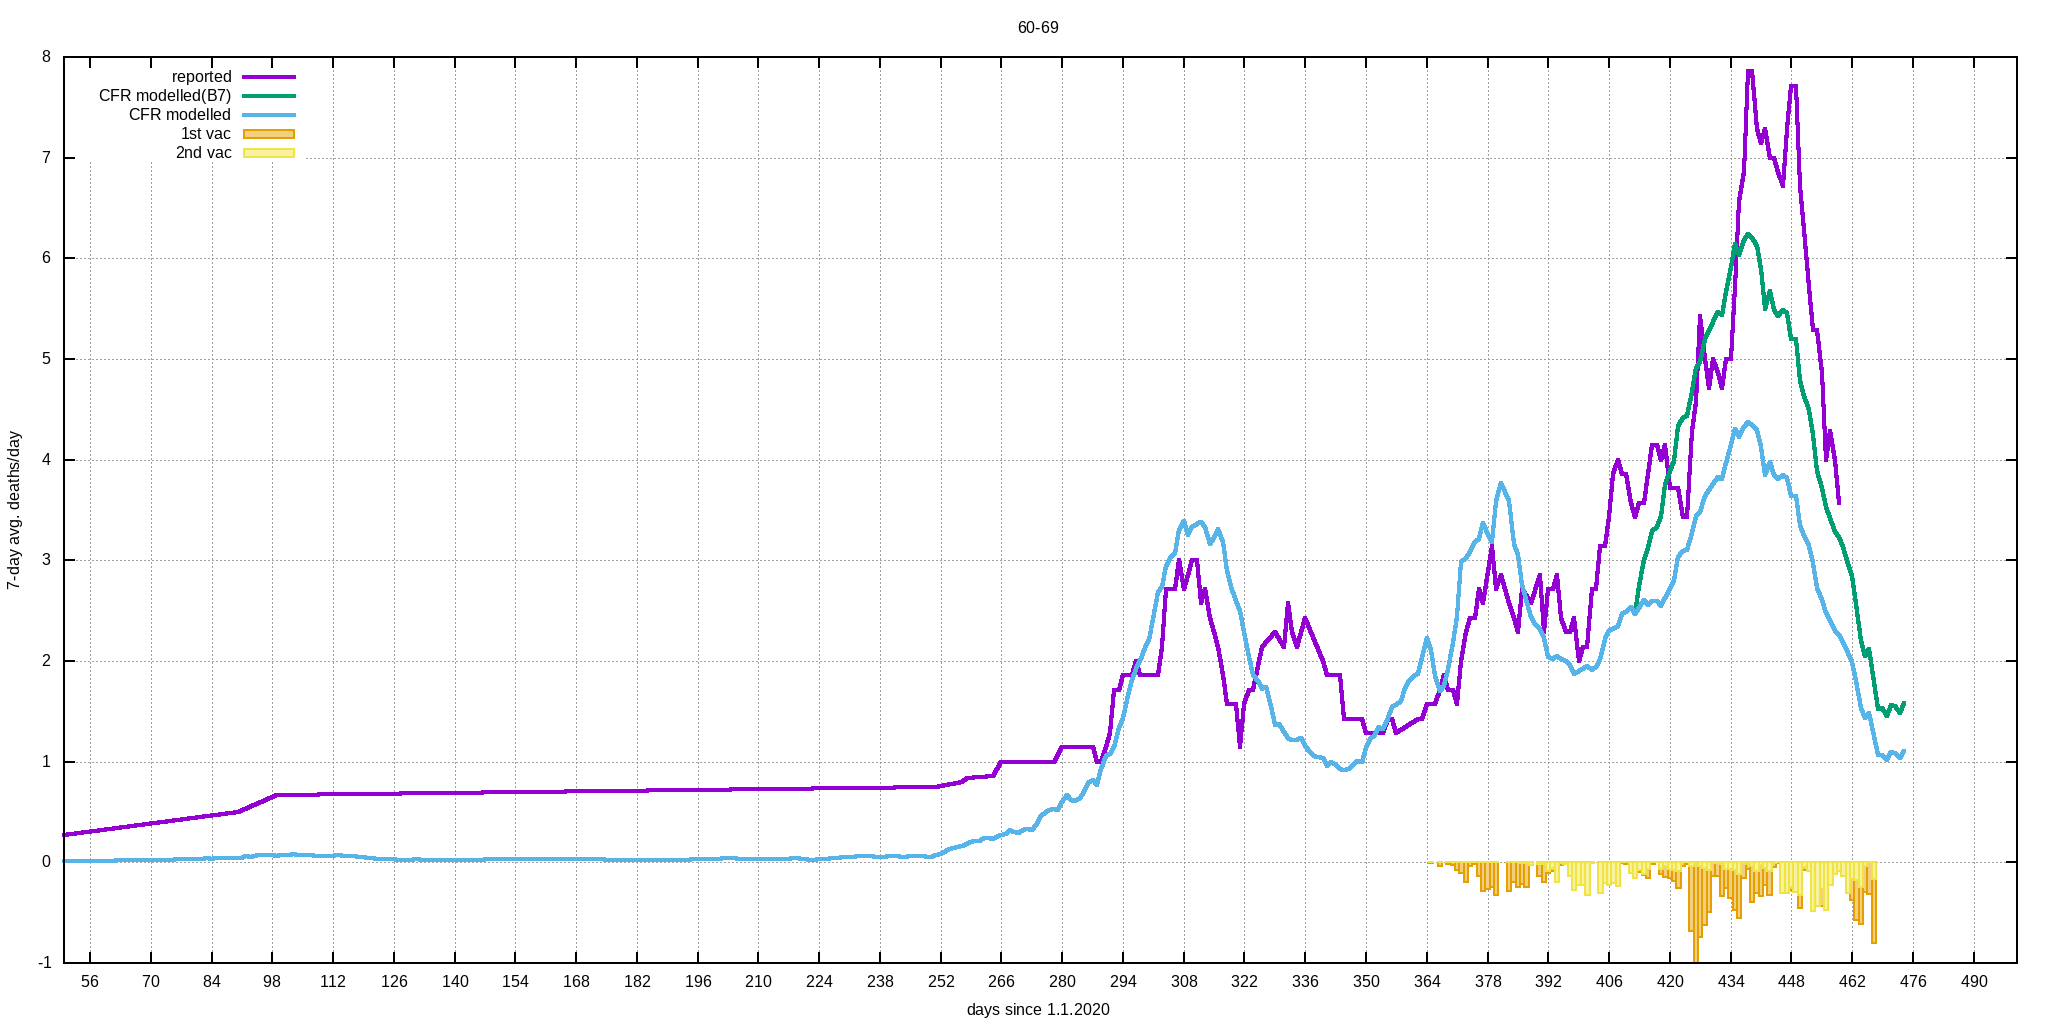 60-69
8
7
6
5
4
3
2
1
0
-1
reported
CFR modelled(B7)
CFR modelled
1st vac
2nd vac
7-day avg. deaths/day
56 70 84 98 112 126 140 154 168 182 196 210 224 238 252 266 280 294 308 322 336 350 364 378 392 406 420 434 448 462 476 490
days since 1.1.2020